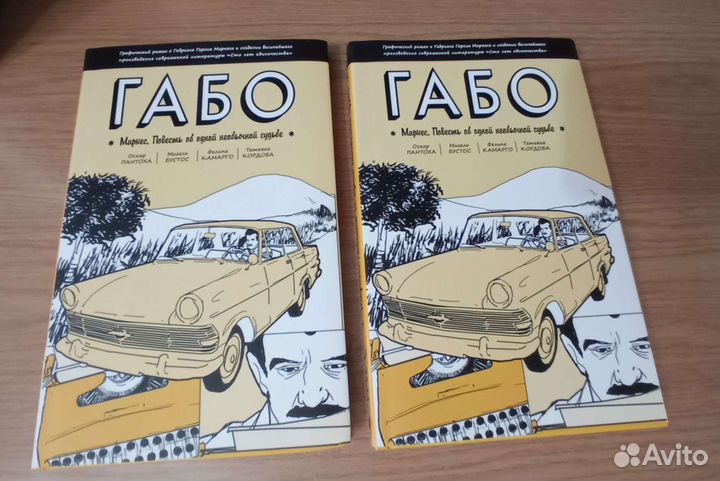 Графический роман о Габриэле Гарсиа Маркесе и создании величайшего
произведения современной литературы «Сто лет одиночества»
ГАБО
Маркес. Повесть об одной необычной судьбе
Оскар ПАНТОХА
Мигель БУСТОС
Фелипе КАМАРГО
Татьяна КОРДОВА
Графический роман о Габриэле Гарсиа Маркесе и создании величайшего
произведения современной литературы «Сто лет одиночества»
ГАБО
Маркес. Повесть об одной необычной судьбе
Оскар ПАНТОХА
Мигель БУСТОС
Фелипе КАМАРГО
Татьяна КОРДОВА
Avito